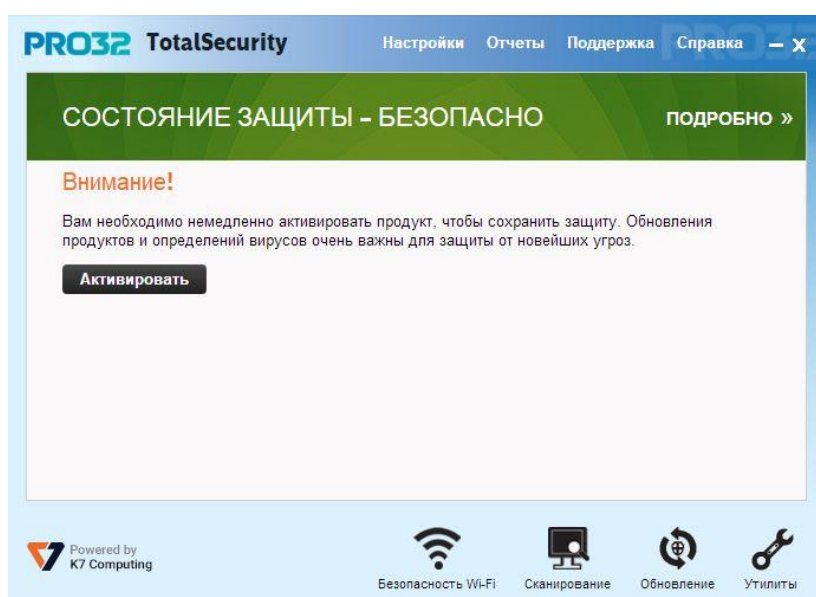 PRO32 TotalSecurity Настройки Отчеты Поддержка Справка
СОСТОЯНИЕ ЗАЩИТЫ – БЕЗОПАСНО ПОДРОБНО »
Внимание!
Вам необходимо немедленно активировать продукт, чтобы сохранить защиту. Обновления
продуктов и определений вирусов очень важны для защиты от новейших угроз.
Активировать
Powered by
K7 Computing
Безопасность Wi-Fi Сканирование Обновление Утилиты